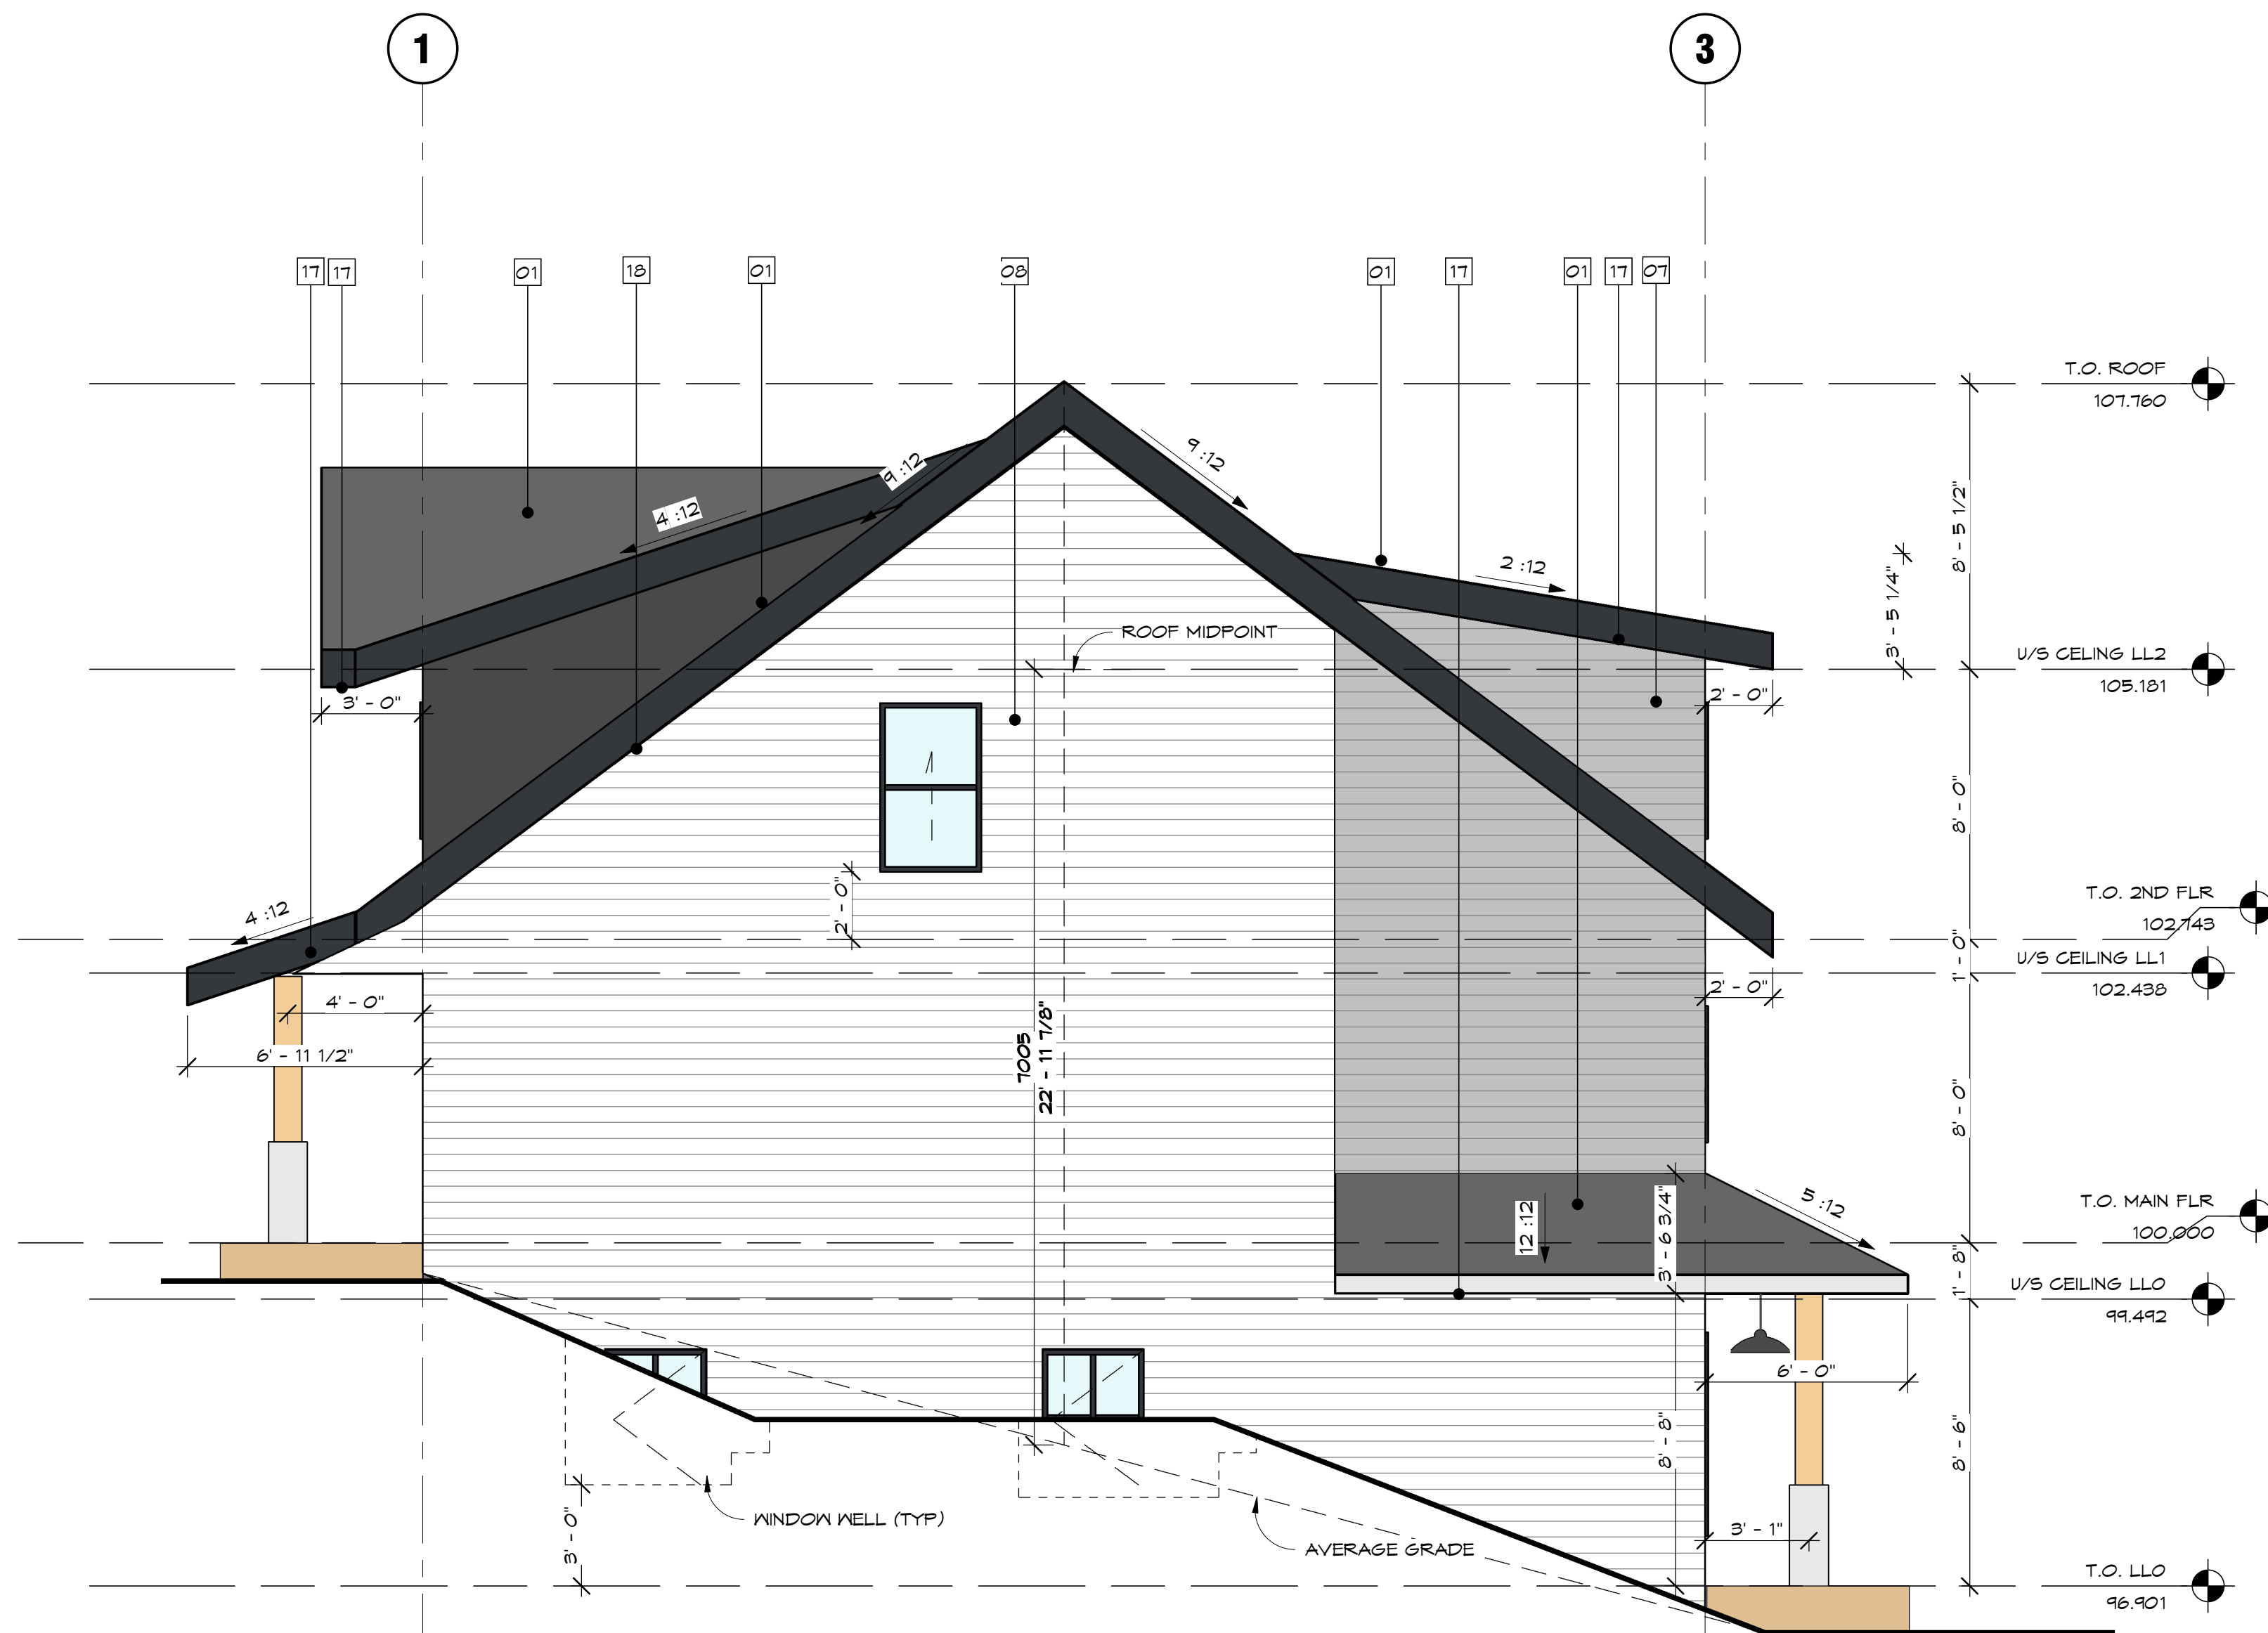 1
3
17
17
01
18
01
08
01
17
01
17
07
T.O. ROOF
107.760
9 :12
9 :12
4 :12
8' - 5 1/2"
2 :12
3' - 5 1/4"
ROOF MIDPOINT
U/S CELING LL2
105.181
3' - 0"
2' - 0"
8' - 0"
2' - 0"
T.O. 2ND FLR
102.743
4 :12
1' - 0"
U/S CEILING LL1
102.438
2' - 0"
4' - 0"
6' - 11 1/2"
7005
22' - 11 7/8"
8' - 0"
5 :12
T.O. MAIN FLR
100.000
12 :12
3' - 6 3/4"
1' - 8"
U/S CEILING LL0
99.492
6' - 0"
8' - 8"
8' - 6"
WINDOW WELL (TYP)
3' - 0"
AVERAGE GRADE
3' - 1"
T.O. LL0
96.901